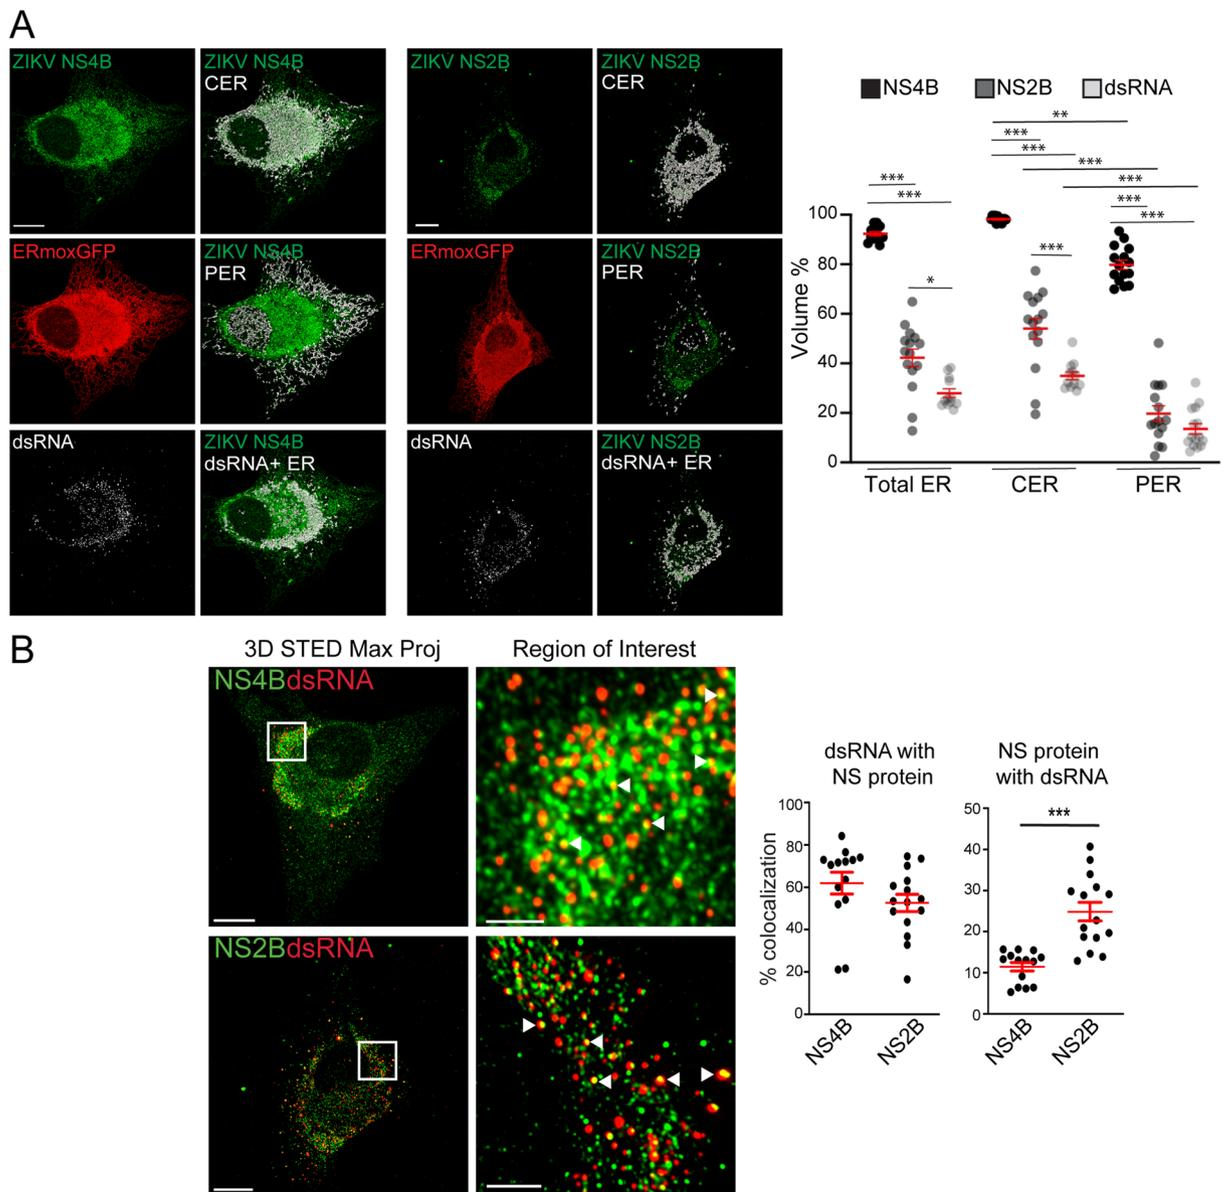 A
ZIKV NS4B
ZIKV NS4B
CER
ZIKV NS2B
ZIKV NS2B
CER
ERmoxGFP
ZIKV NS4B
PER
ERmoxGFP
ZIKV NS2B
PER
dsRNA
ZIKV NS4B
dsRNA+ ER
dsRNA
ZIKV NS2B
dsRNA+ ER
NS4B NS2B dsRNA
**
***
***
***
***
***
***
***
***
***
*
Volume %
100
80
60
40
20
0
Total ER CER PER
B
3D STED Max Proj
Region of Interest
NS4BdsRNA
NS2BdsRNA
dsRNA with
NS protein
% colocalization
100
80
60
40
20
0
NS4B
NS2B
NS protein
with dsRNA
***
50
40
30
20
10
0
NS4B
NS2B